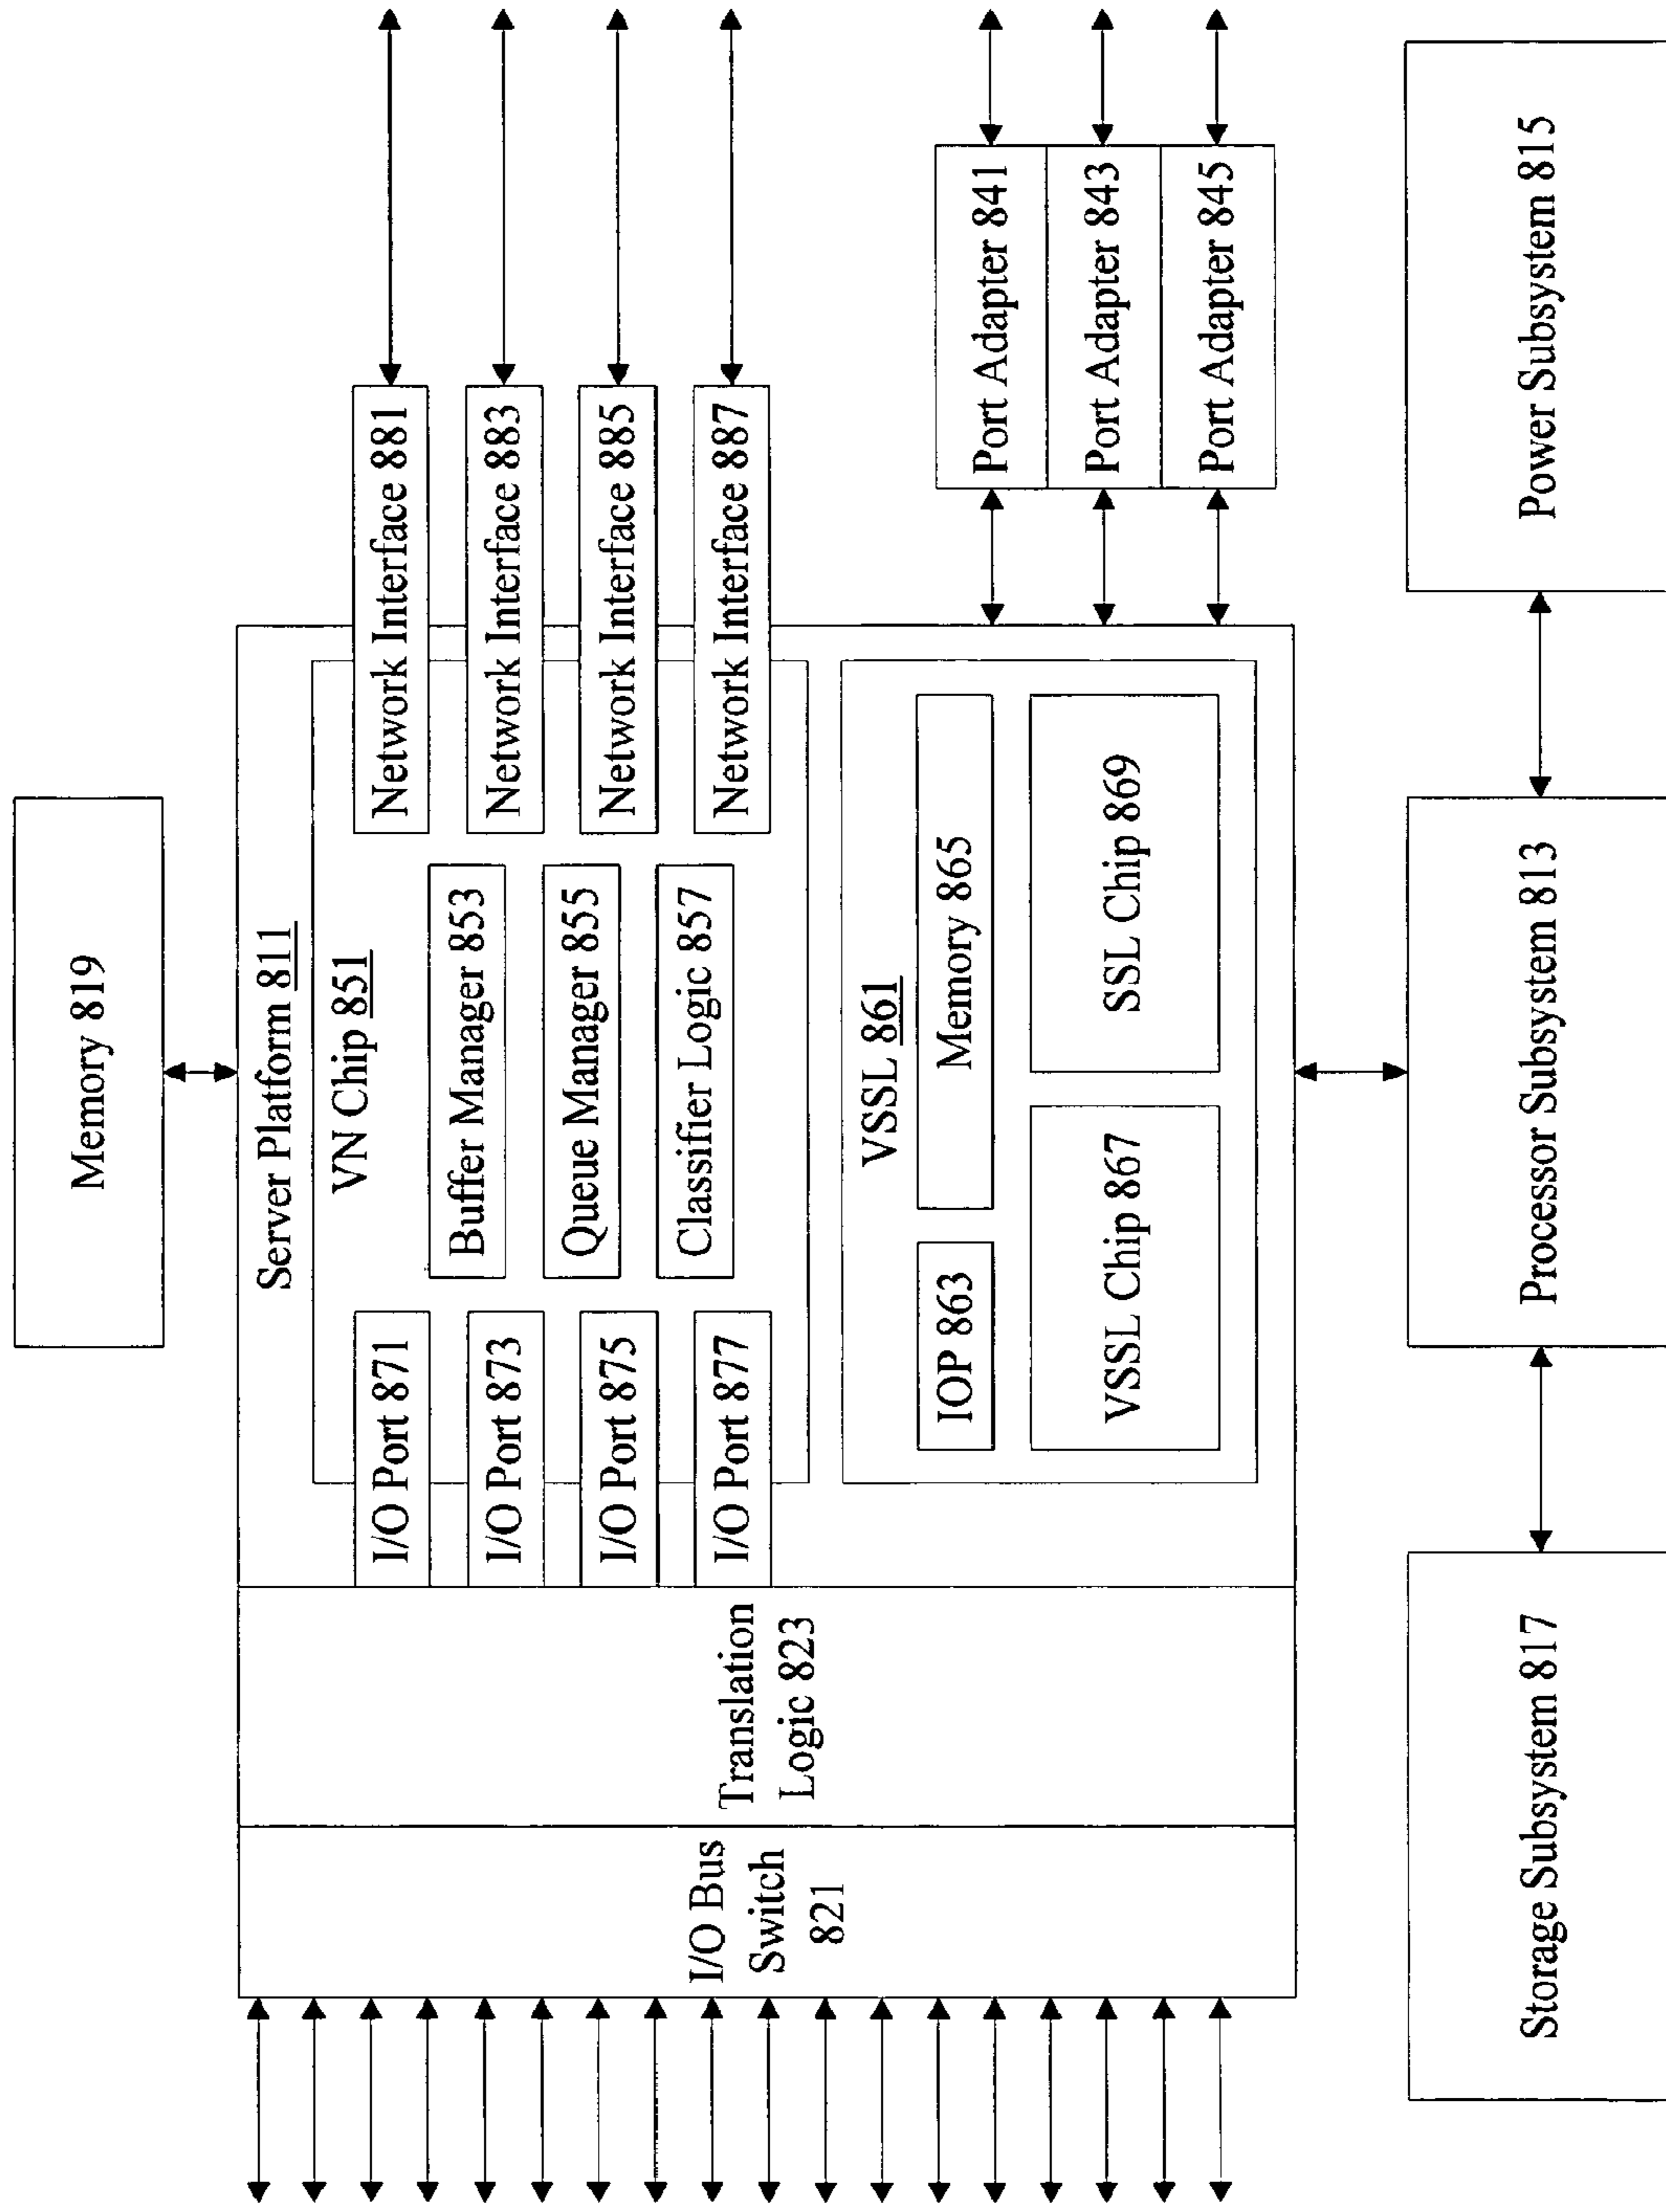 Memory 819
Server Platform 811
VN Chip 851
I/O Port 871
I/O Port 873
I/O Port 875
I/O Port 877
Buffer Manager 853
Queue Manager 855
Classifier Logic 857
Network Interface 881
Network Interface 883
Network Interface 885
Network Interface 887
I/O Bus
Switch
821
Translation
Logic 823
VSSL 861
IOP 863
Memory 865
VSSL Chip 867
SSL Chip 869
Port Adapter 841
Port Adapter 843
Port Adapter 845
Storage Subsystem 817
Processor Subsystem 813
Power Subsystem 815